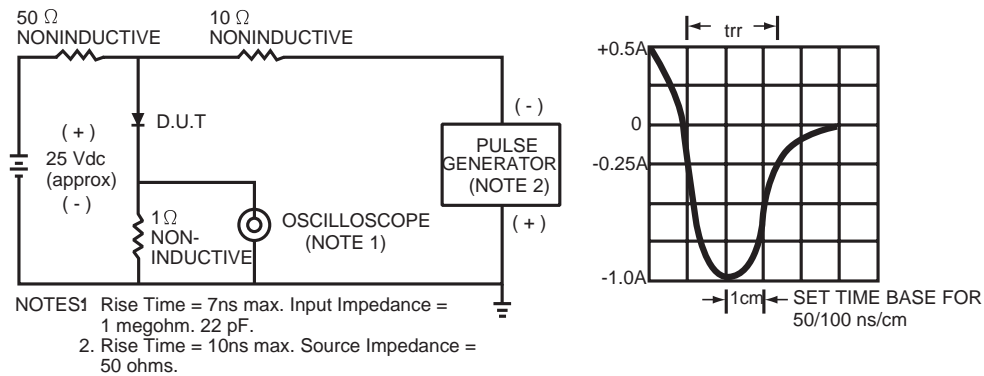 50 Ω
NONINDUCTIVE
10 Ω
NONINDUCTIVE
D.U.T
( + )
25 Vdc
(approx)
( - )
1Ω
NON-
INDUCTIVE
OSCILLOSCOPE
(NOTE 1)
( - )
PULSE
GENERATOR
(NOTE 2)
( + )
trr
+0.5A
0
-0.25A
-1.0A
1cm
SET TIME BASE FOR
50/100 ns/cm
NOTES:1 Rise Time = 7ns max. Input Impedance =
1 megohm. 22 pF.
2. Rise Time = 10ns max. Source Impedance =
50 ohms.